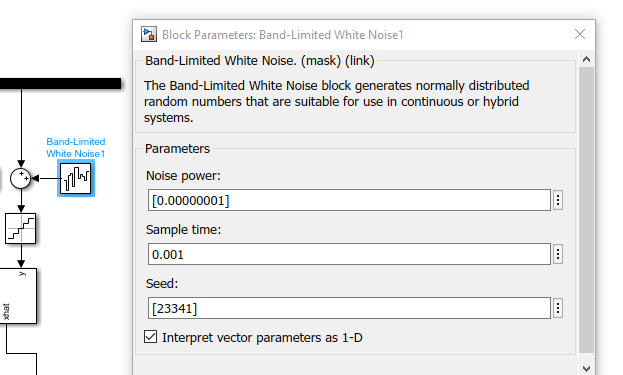 Block Parameters: Band-Limited White Noise1
Band-Limited White Noise. (mask) (link)
The Band-Limited White Noise block generates normally distributed
random numbers that are suitable for use in continuous or hybrid
systems.
Parameters
Noise power:
[0.00000001]
Sample time:
0.001
Seed:
[23341]
Interpret vector parameters as 1-D
Band-Limited
White Noise1
y
xhat